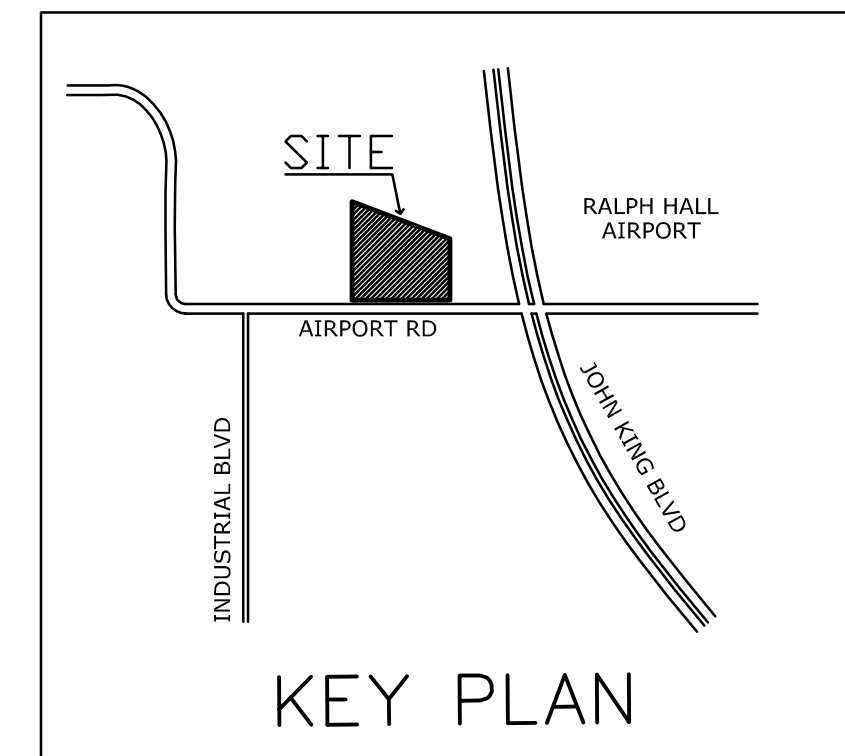 SITE
RALPH HALL
AIRPORT
AIRPORT RD
JOHN KING BLVD
INDUSTRIAL BLVD
KEY PLAN